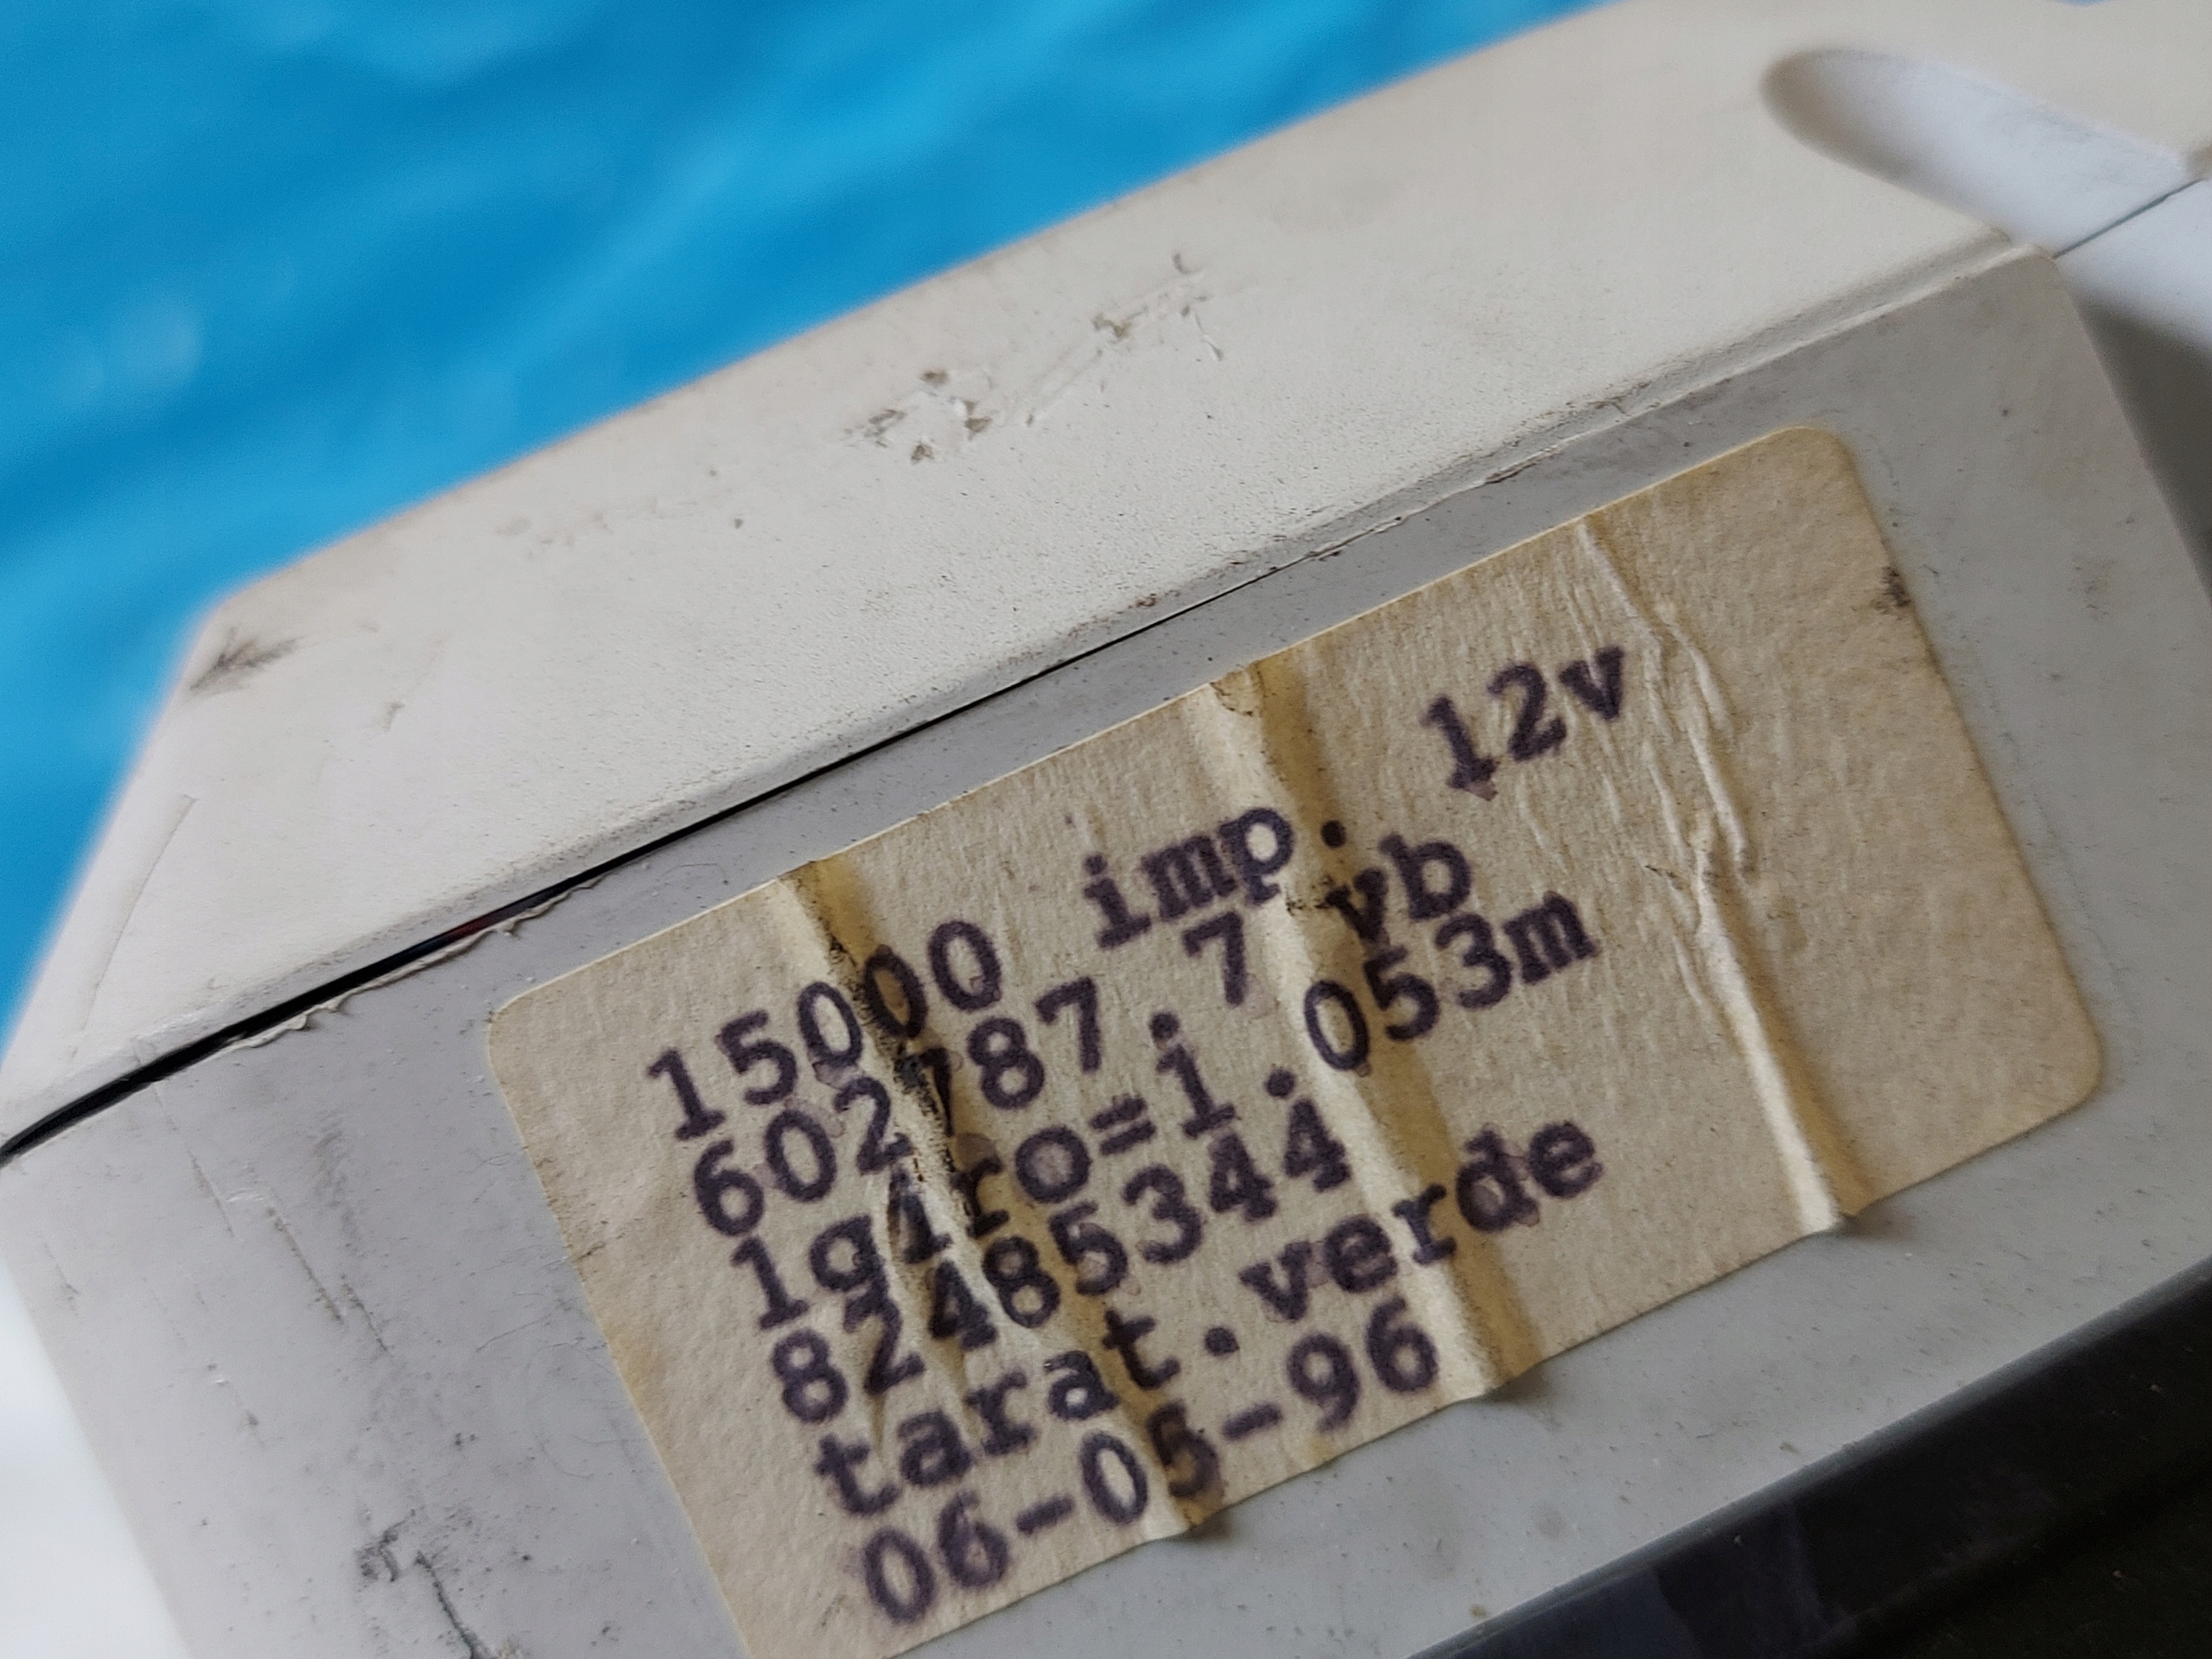 15000 imp. 12v
602787.7 vb
1giro=1.053m
82485344
tarat.verde
06-05-96